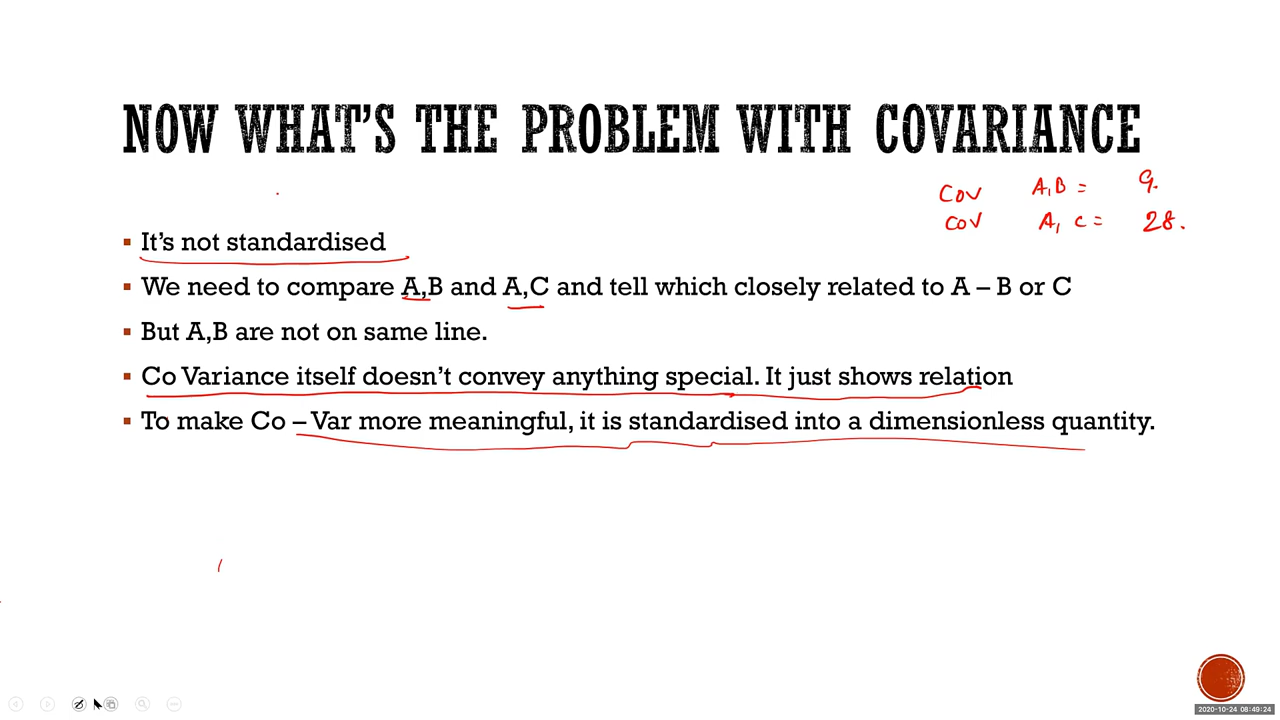 NOW WHAT'S THE PROBLEM WITH COVARIANCE
Cov A,B = 9.
Cov A, C = 28.
▪ It's not standardised
▪ We need to compare A,B and A,C and tell which closely related to A – B or C
▪ But A,B are not on same line.
▪ Co Variance itself doesn't convey anything special. It just shows relation
▪ To make Co – Var more meaningful, it is standardised into a dimensionless quantity.
2020-10-24 08:49:24